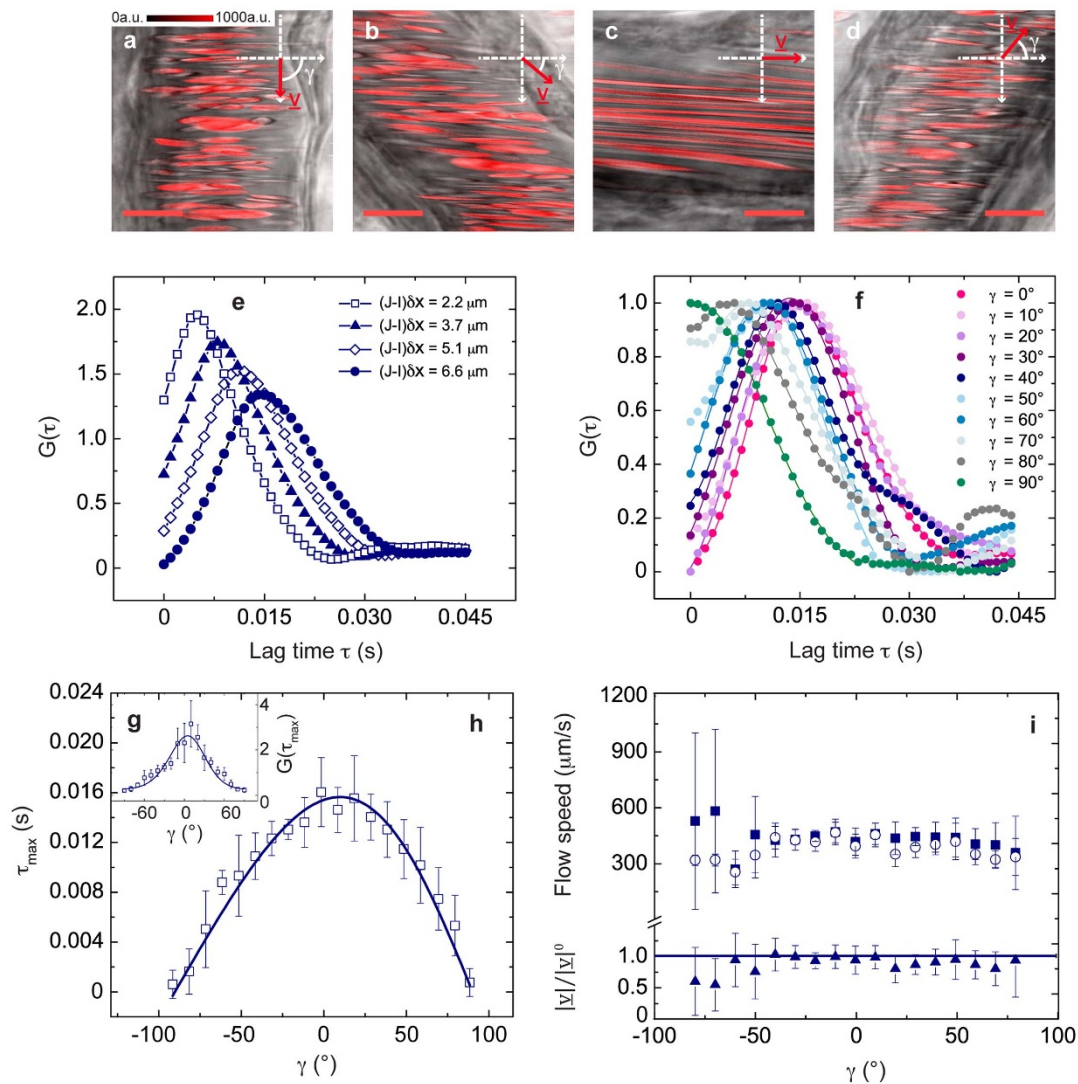 0a.u. 1000a.u.
a b c d
γ γ
v v v v
e
(J-I)δx = 2.2 μm
(J-I)δx = 3.7 μm
(J-I)δx = 5.1 μm
(J-I)δx = 6.6 μm
G(τ)
2.0
1.5
1.0
0.5
0
0 0.015 0.030 0.045
Lag time τ (s)
f
γ = 0°
γ = 10°
γ = 20°
γ = 30°
γ = 40°
γ = 50°
γ = 60°
γ = 70°
γ = 80°
γ = 90°
G(τ)
1.0
0.8
0.6
0.4
0.2
0
0 0.015 0.030 0.045
Lag time τ (s)
g h
G(τmax)
4
2
0
-60 0 60
γ (°)
τmax (s)
0.024
0.020
0.016
0.012
0.008
0.004
0
-100 -50 0 50 100
γ (°)
i
Flow speed (μm/s)
1200
900
600
300
|v|/|v|⁰
1.0
0.5
1.0
0
-100 -50 0 50 100
γ (°)